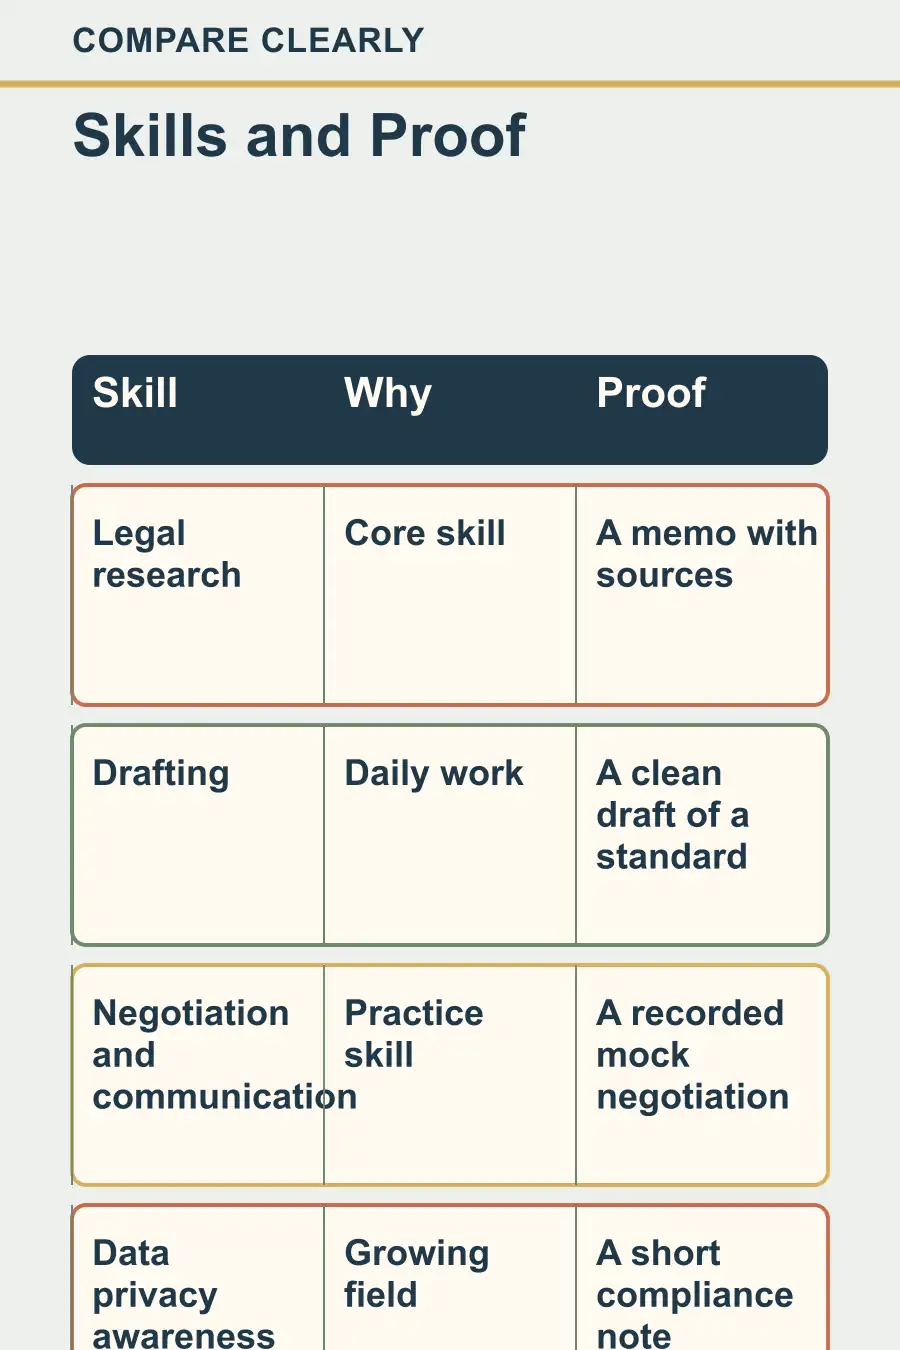 COMPARE CLEARLY
Skills and Proof
Skill Why Proof
Legal research
Core skill
A memo with sources
Drafting
Daily work
A clean draft of a standard
Negotiation and communication
Practice skill
A recorded mock negotiation
Data privacy awareness
Growing field
A short compliance note